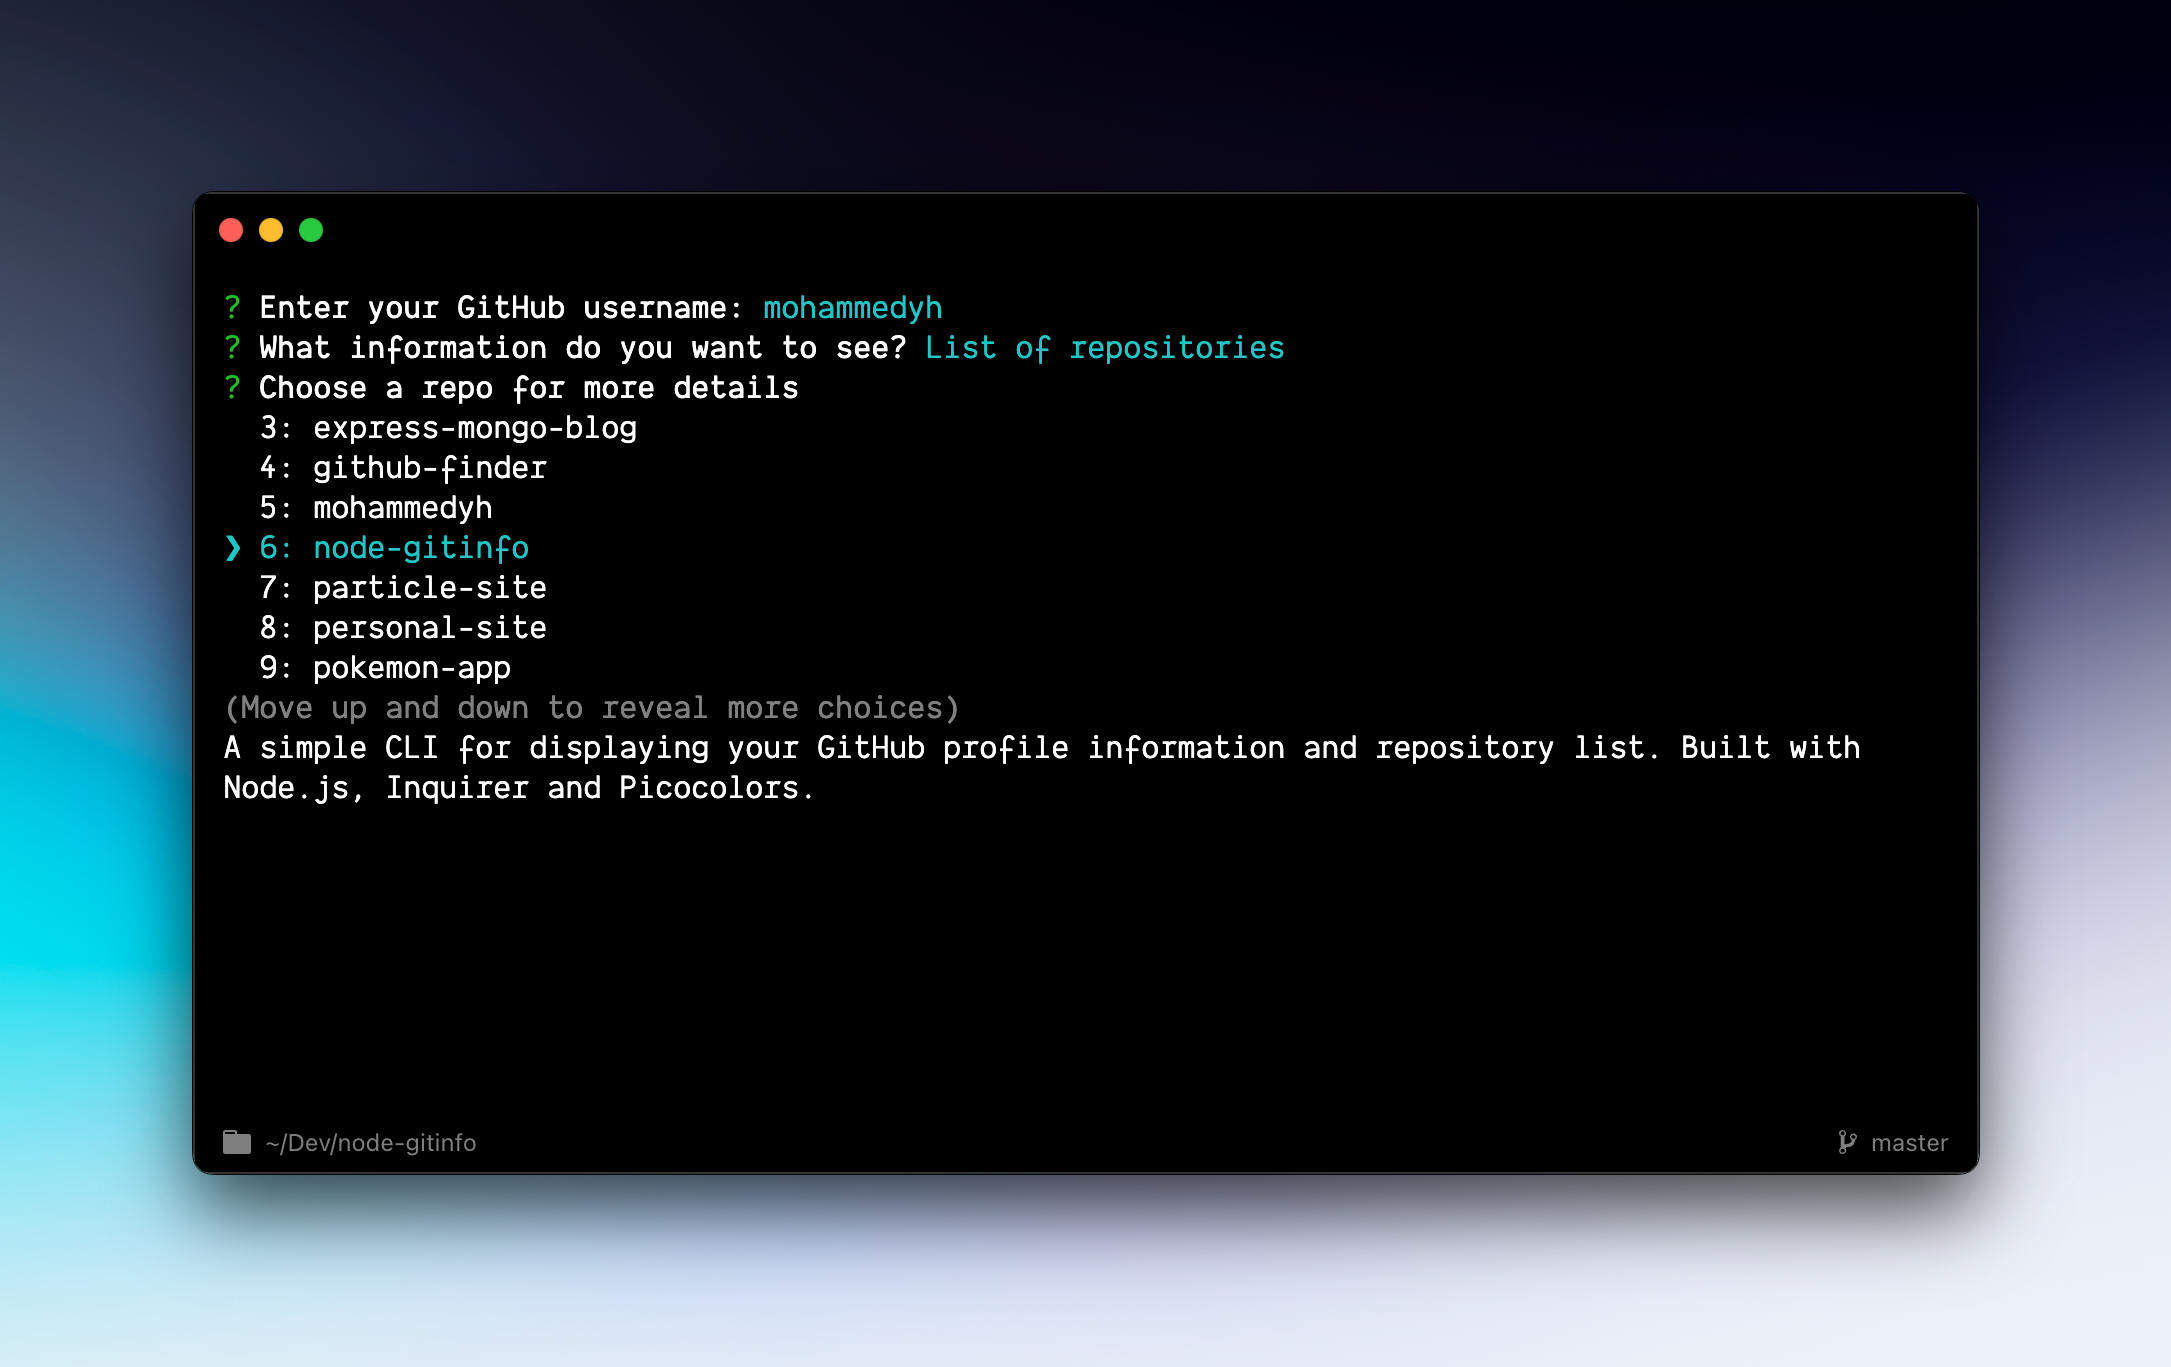 ? Enter your GitHub username: mohammedyh
? What information do you want to see? List of repositories
? Choose a repo for more details
3: express-mongo-blog
4: github-finder
5: mohammedyh
❯ 6: node-gitinfo
7: particle-site
8: personal-site
9: pokemon-app
(Move up and down to reveal more choices)
A simple CLI for displaying your GitHub profile information and repository list. Built with
Node.js, Inquirer and Picocolors.
~/Dev/node-gitinfo
master